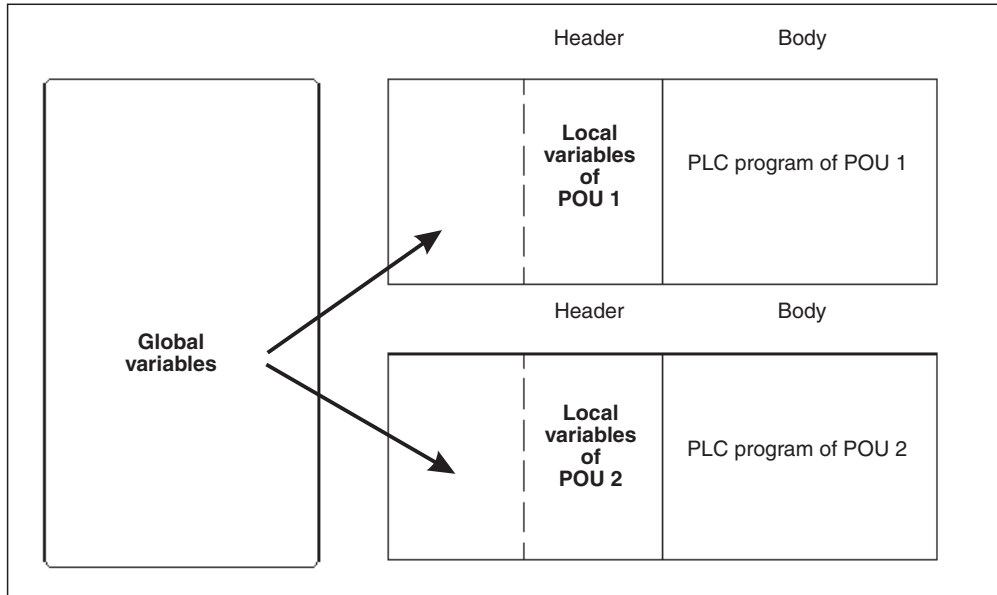 Header Body
Local
variables
of
POU 1
PLC program of POU 1
Global
variables
Header Body
Local
variables
of
POU 2
PLC program of POU 2